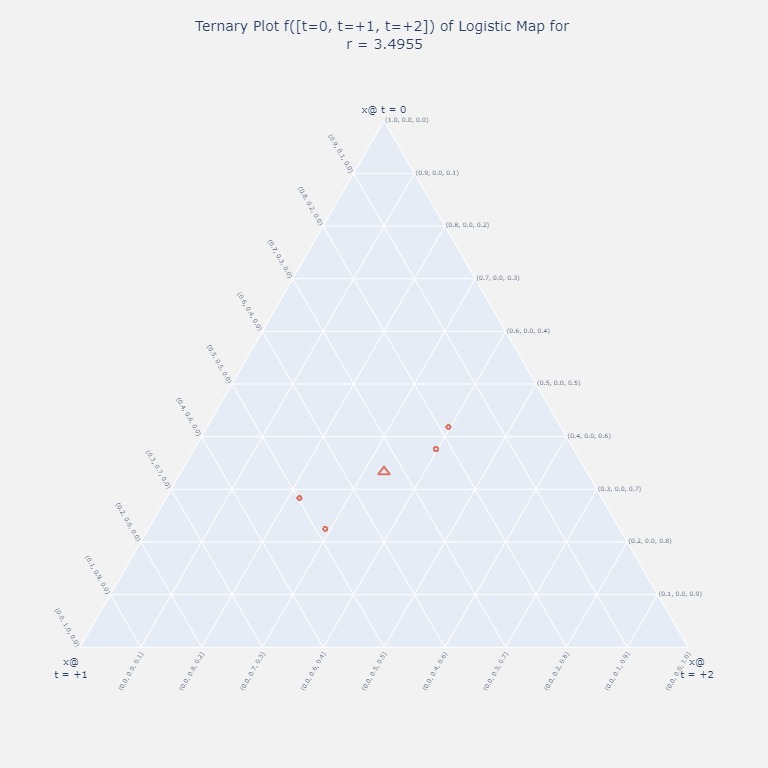 Ternary Plot f([t=0, t=+1, t=+2]) of Logistic Map for
r = 3.4955
x@ t = 0
(1.0, 0.0, 0.0)
(0.9, 0.1, 0.0)
(0.9, 0.0, 0.1)
(0.8, 0.2, 0.0)
(0.8, 0.0, 0.2)
(0.7, 0.3, 0.0)
(0.7, 0.0, 0.3)
(0.6, 0.4, 0.0)
(0.6, 0.0, 0.4)
(0.5, 0.5, 0.0)
(0.5, 0.0, 0.5)
(0.4, 0.6, 0.0)
(0.4, 0.0, 0.6)
(0.3, 0.7, 0.0)
(0.3, 0.0, 0.7)
(0.2, 0.8, 0.0)
(0.2, 0.0, 0.8)
(0.1, 0.9, 0.0)
(0.1, 0.0, 0.9)
(0.0, 1.0, 0.0)
x@
t = +1
(0.0, 0.9, 0.1)
(0.0, 0.8, 0.2)
(0.0, 0.7, 0.3)
(0.0, 0.6, 0.4)
(0.0, 0.5, 0.5)
(0.0, 0.4, 0.6)
(0.0, 0.3, 0.7)
(0.0, 0.2, 0.8)
(0.0, 0.1, 0.9)
(0.0, 0.0, 1.0)
x@
t = +2